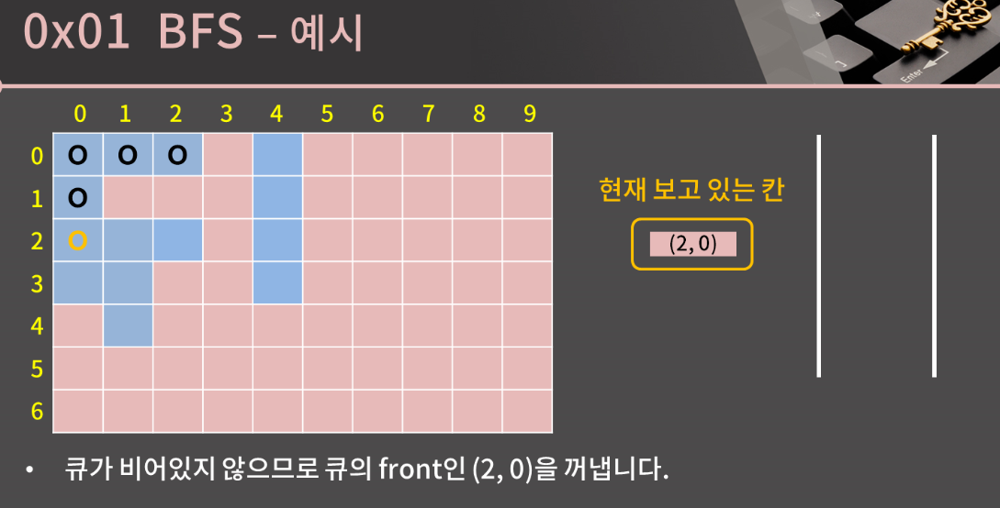 0x01 BFS – 예시
0 1 2 3 4 5 6 7 8 9
0 O O O
1 O
2 O
3
4
5
6
현재 보고 있는 칸
(2, 0)
Enter
• 큐가 비어있지 않으므로 큐의 front인 (2, 0)을 꺼냅니다.